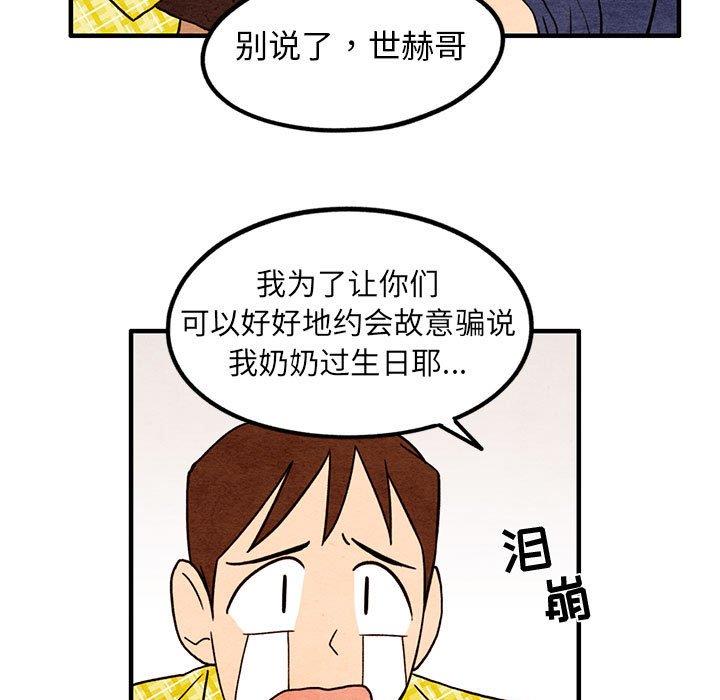 别说了，世赫哥
我为了让你们
可以好好地约会故意骗说
我奶奶过生日耶...
泪
崩